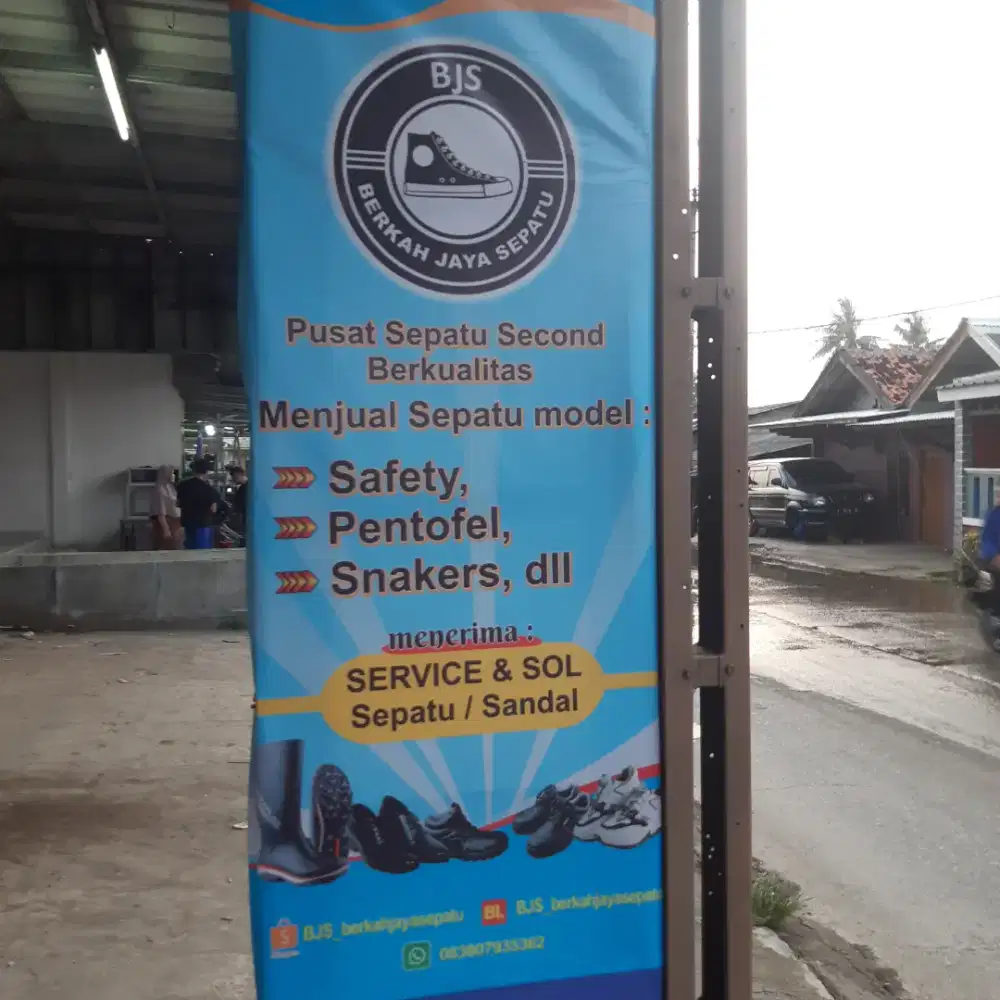 BJS
BERKAH JAYA SEPATU
Pusat Sepatu Second
Berkualitas
Menjual Sepatu model :
Safety,
Pentofel,
Snakers, dll
menerima :
SERVICE & SOL
Sepatu / Sandal
BJS_berkahjayasepatu
BL BJS_berkahjayasepatu
083807933362